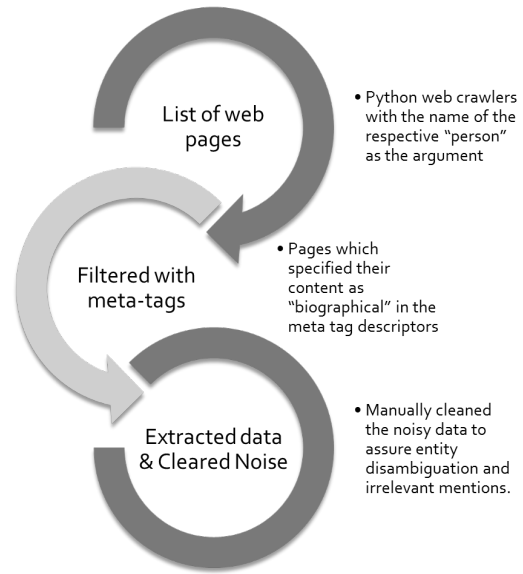 List of web
pages
• Python web crawlers
with the name of the
respective “person”
as the argument
Filtered with
meta-tags
• Pages which
specified their
content as
“biographical” in the
meta tag descriptors
Extracted data
& Cleared Noise
• Manually cleaned
the noisy data to
assure entity
disambiguation and
irrelevant mentions.